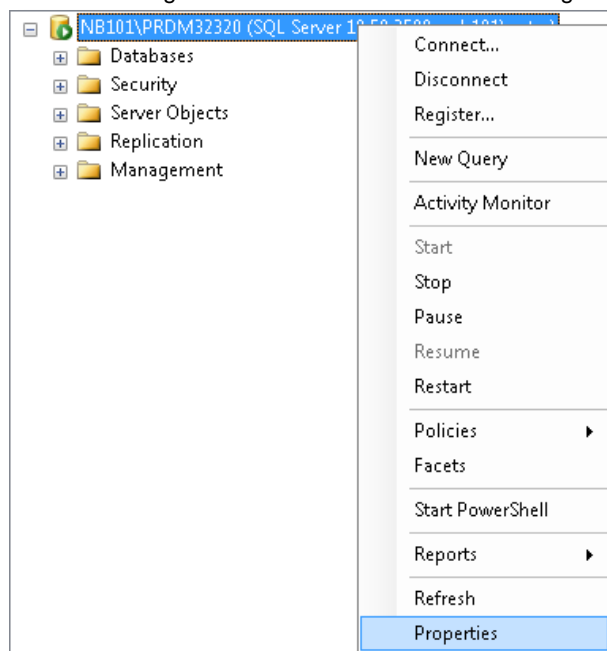 NB101\PRDM32320 (SQL Server 1
Databases
Security
Server Objects
Replication
Management
Connect...
Disconnect
Register...
New Query
Activity Monitor
Start
Stop
Pause
Resume
Restart
Policies
Facets
Start PowerShell
Reports
Refresh
Properties